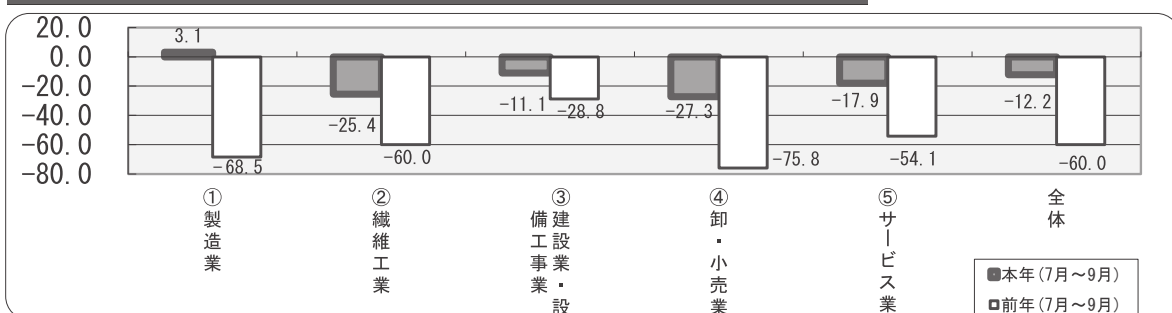 20.0
0.0
-20.0
-40.0
-60.0
-80.0
3.1
-68.5
-25.4
-60.0
-11.1
-28.8
-27.3
-75.8
-17.9
-54.1
-12.2
-60.0
①製造業
②繊維工業
③建設業・設
備工事業
④卸・小売業
⑤サービス業
全体
本年(7月～9月)
前年(7月～9月)